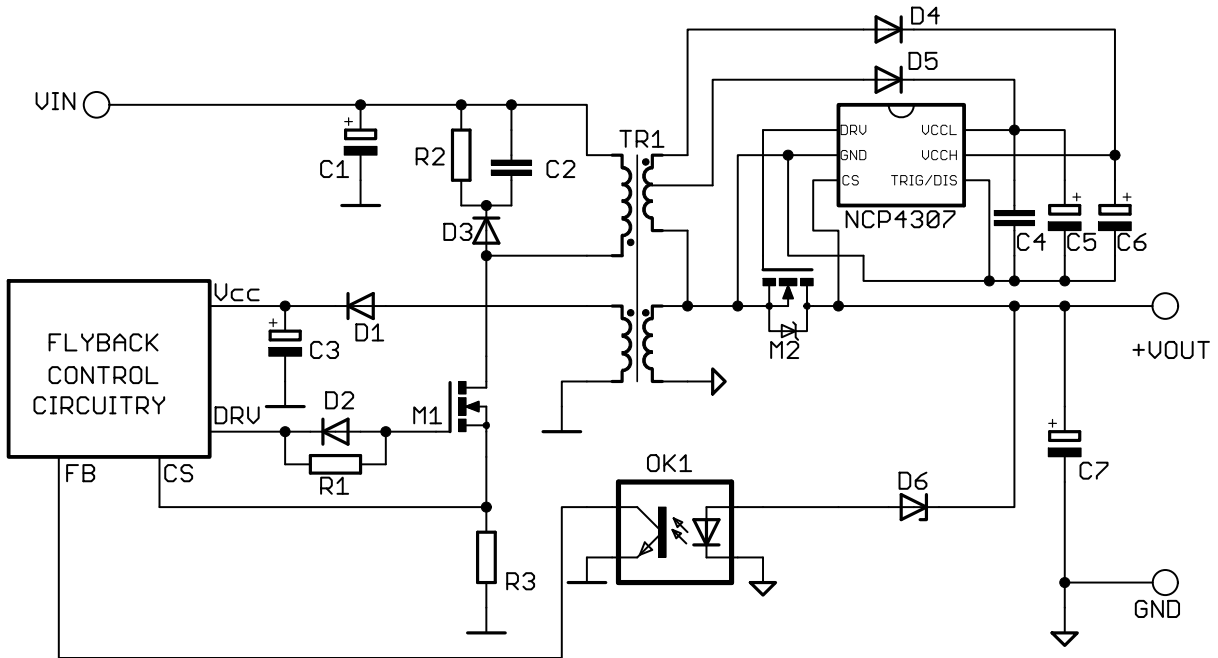 D4
D5
VIN
+
C1
R2
C2
TR1
DRV VCCL
GND VCCH
CS TRIG/DIS
NCP4307
D3
+
+
C4
C5
C6
Vcc
+
C3
D1
FLYBACK
CONTROL
CIRCUITRY
M2
+VOUT
DRV
D2
M1
R1
FB
CS
OK1
D6
+
C7
R3
GND